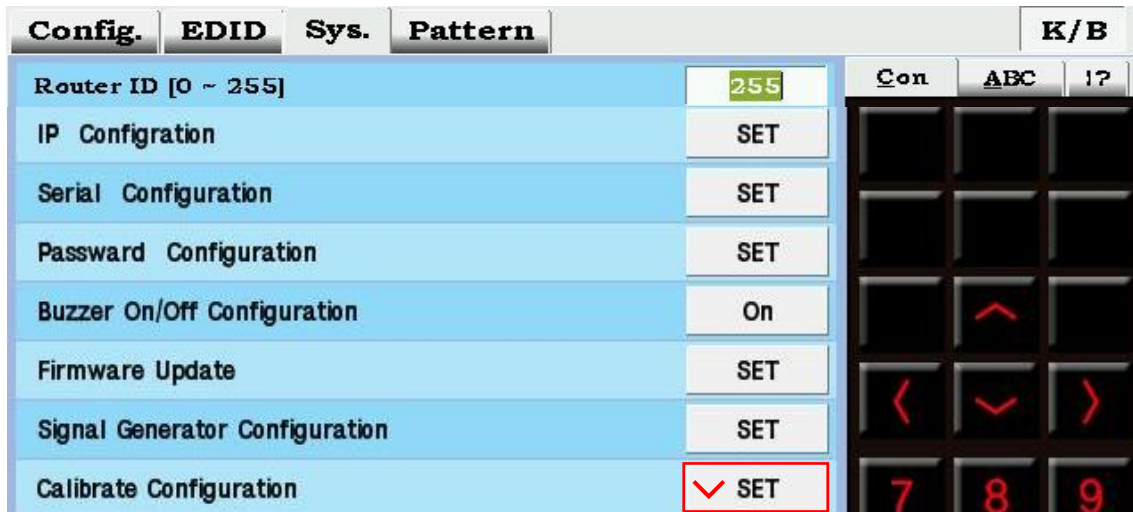 Config. EDID Sys. Pattern K/B
Router ID [0 ~ 255] 255
Con ABC !?
IP Configration SET
Serial Configuration SET
Passward Configuration SET
Buzzer On/Off Configuration On
Firmware Update SET
Signal Generator Configuration SET
Calibrate Configuration SET
7 8 9